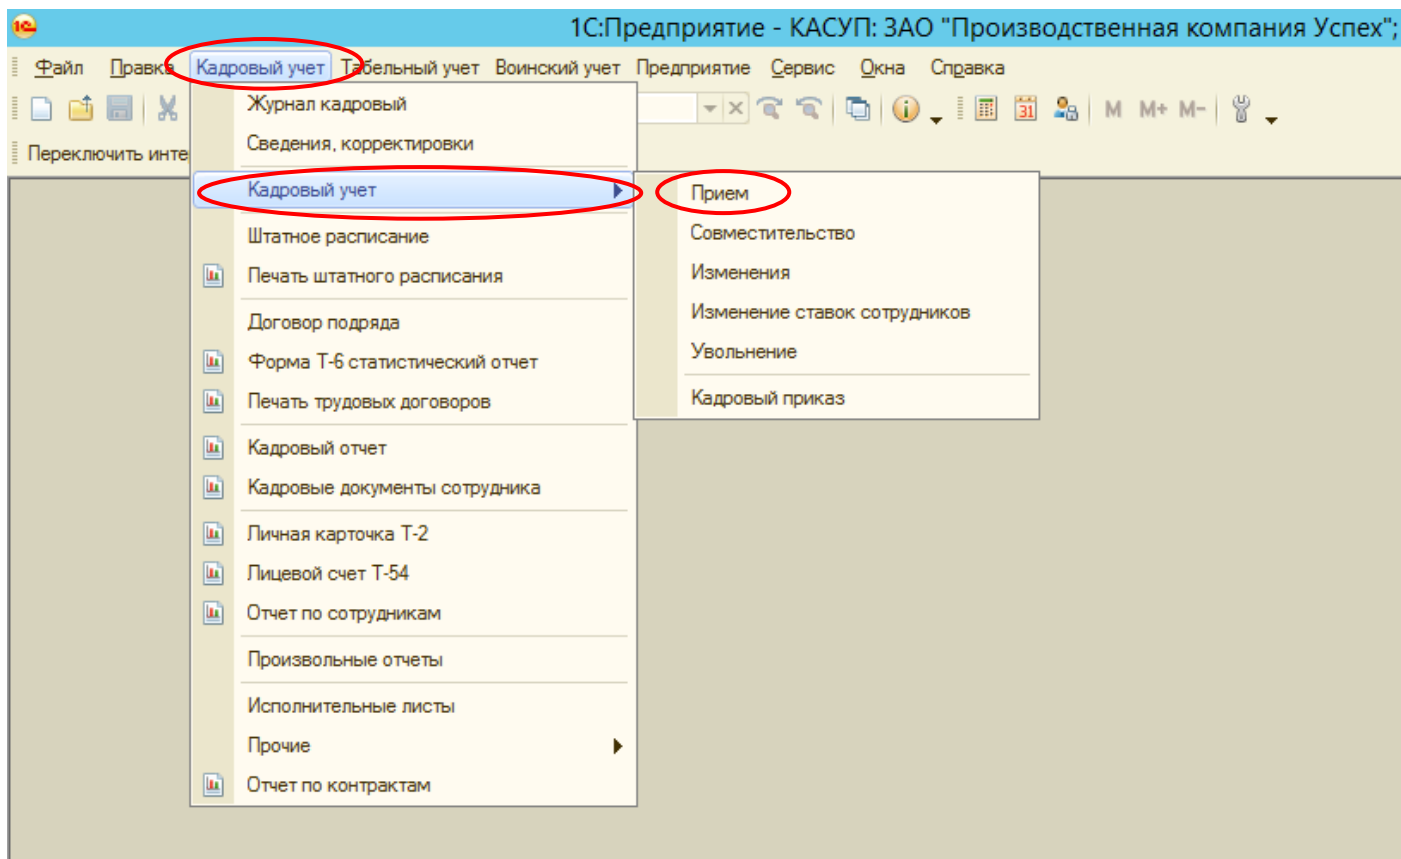 1С:Предприятие - КАСУП: ЗАО "Производственная компания Успех";
Файл Правка Кадровый учет Табельный учет Воинский учет Предприятие Сервис Окна Справка
31 M M+ M-
Переключить инте
Журнал кадровый
Сведения, корректировки
Кадровый учет
Штатное расписание
Печать штатного расписания
Договор подряда
Форма Т-6 статистический отчет
Печать трудовых договоров
Кадровый отчет
Кадровые документы сотрудника
Личная карточка Т-2
Лицевой счет Т-54
Отчет по сотрудникам
Произвольные отчеты
Исполнительные листы
Прочие
Отчет по контрактам
Прием
Совместительство
Изменения
Изменение ставок сотрудников
Увольнение
Кадровый приказ